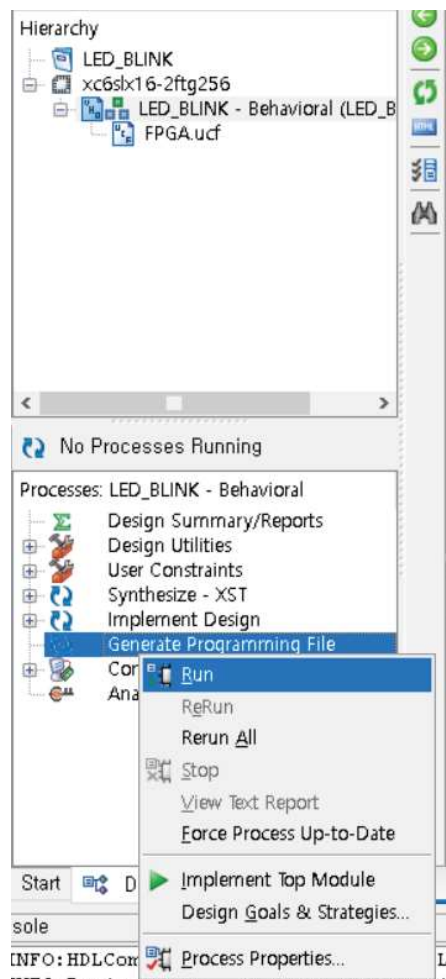 Hierarchy
LED_BLINK
xc6slx16-2ftg256
LED_BLINK - Behavioral (LED_B
FPGA.ucf
No Processes Running
Processes: LED_BLINK - Behavioral
Design Summary/Reports
Design Utilities
User Constraints
Synthesize - XST
Implement Design
Generate Programming File
Cor
Ana
Run
ReRun
Rerun All
Stop
View Text Report
Force Process Up-to-Date
Implement Top Module
Design Goals & Strategies...
Process Properties...
Start D
sole
INFO:HDLCom